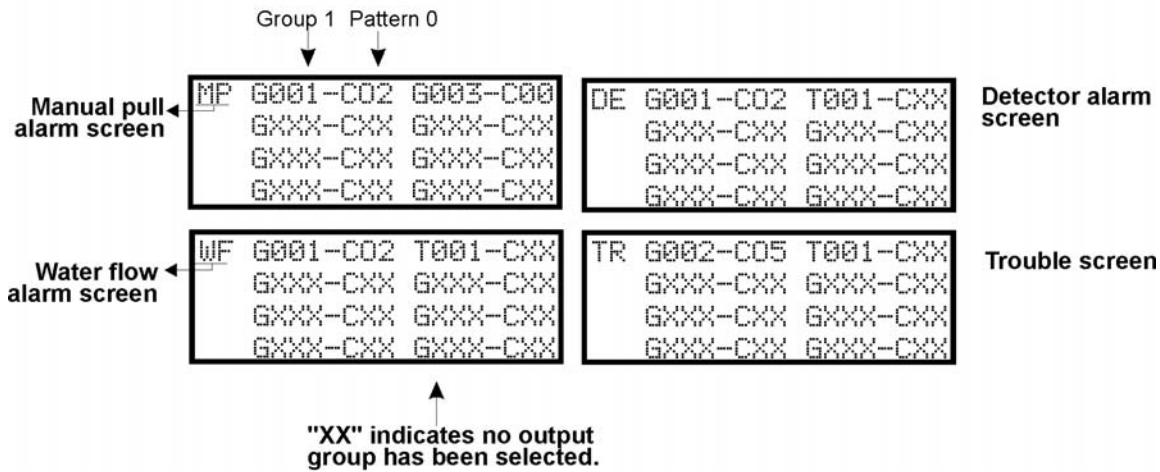 Group 1 Pattern 0
Manual pull
alarm screen
MP G001-CO2 G003-C00
GXXX-CXX GXXX-CXX
GXXX-CXX GXXX-CXX
GXXX-CXX GXXX-CXX
DE G001-CO2 T001-CXX
GXXX-CXX GXXX-CXX
GXXX-CXX GXXX-CXX
GXXX-CXX GXXX-CXX
Detector alarm
screen
Water flow
alarm screen
WF G001-CO2 T001-CXX
GXXX-CXX GXXX-CXX
GXXX-CXX GXXX-CXX
GXXX-CXX GXXX-CXX
TR G002-CO5 T001-CXX
GXXX-CXX GXXX-CXX
GXXX-CXX GXXX-CXX
GXXX-CXX GXXX-CXX
Trouble screen
"XX" indicates no output
group has been selected.